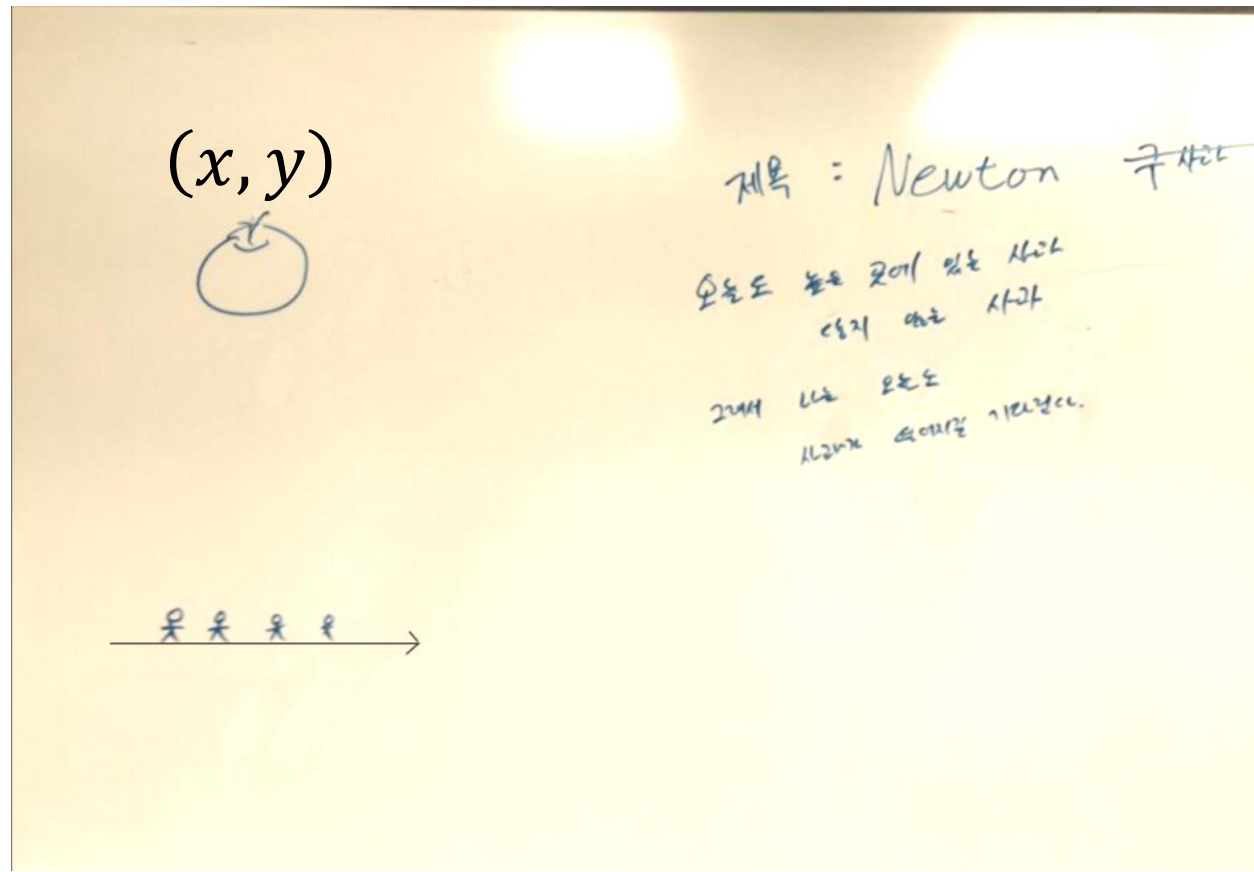 (x, y)
제목 : Newton 구사과
오늘도 높은 곳에 있는 사과
닿지 않는 사과
그래서 나는 오늘도
사과가 떨어지길 기다린다.